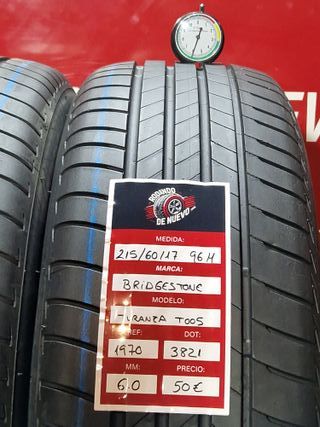 RODANDO
DE NUEVO
MEDIDA:
215/60/17 96H
MARCA:
BRIDGESTONE
MODELO:
TURANZA T005
REF: DOT:
1970 3821
MM: PRECIO:
6.0 50€